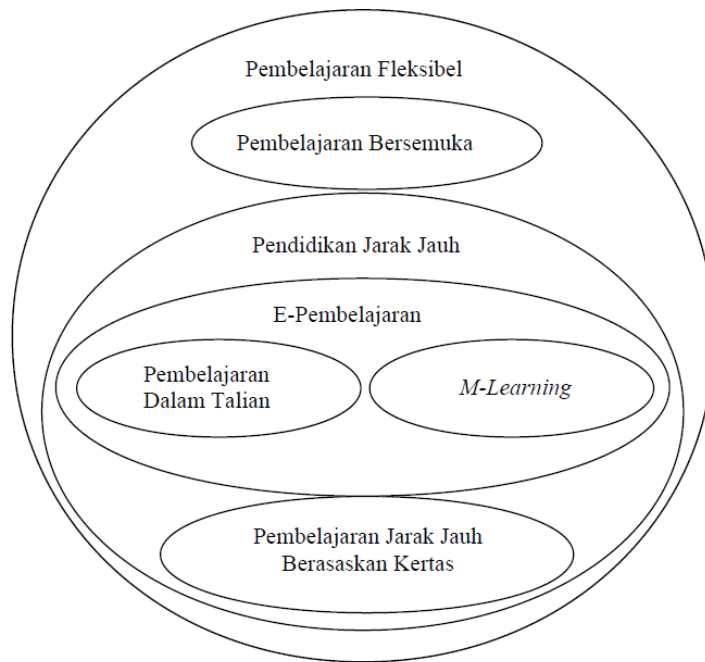 Pembelajaran Fleksibel
Pembelajaran Bersemuka
Pendidikan Jarak Jauh
E-Pembelajaran
Pembelajaran
Dalam Talian
M-Learning
Pembelajaran Jarak Jauh
Berasaskan Kertas